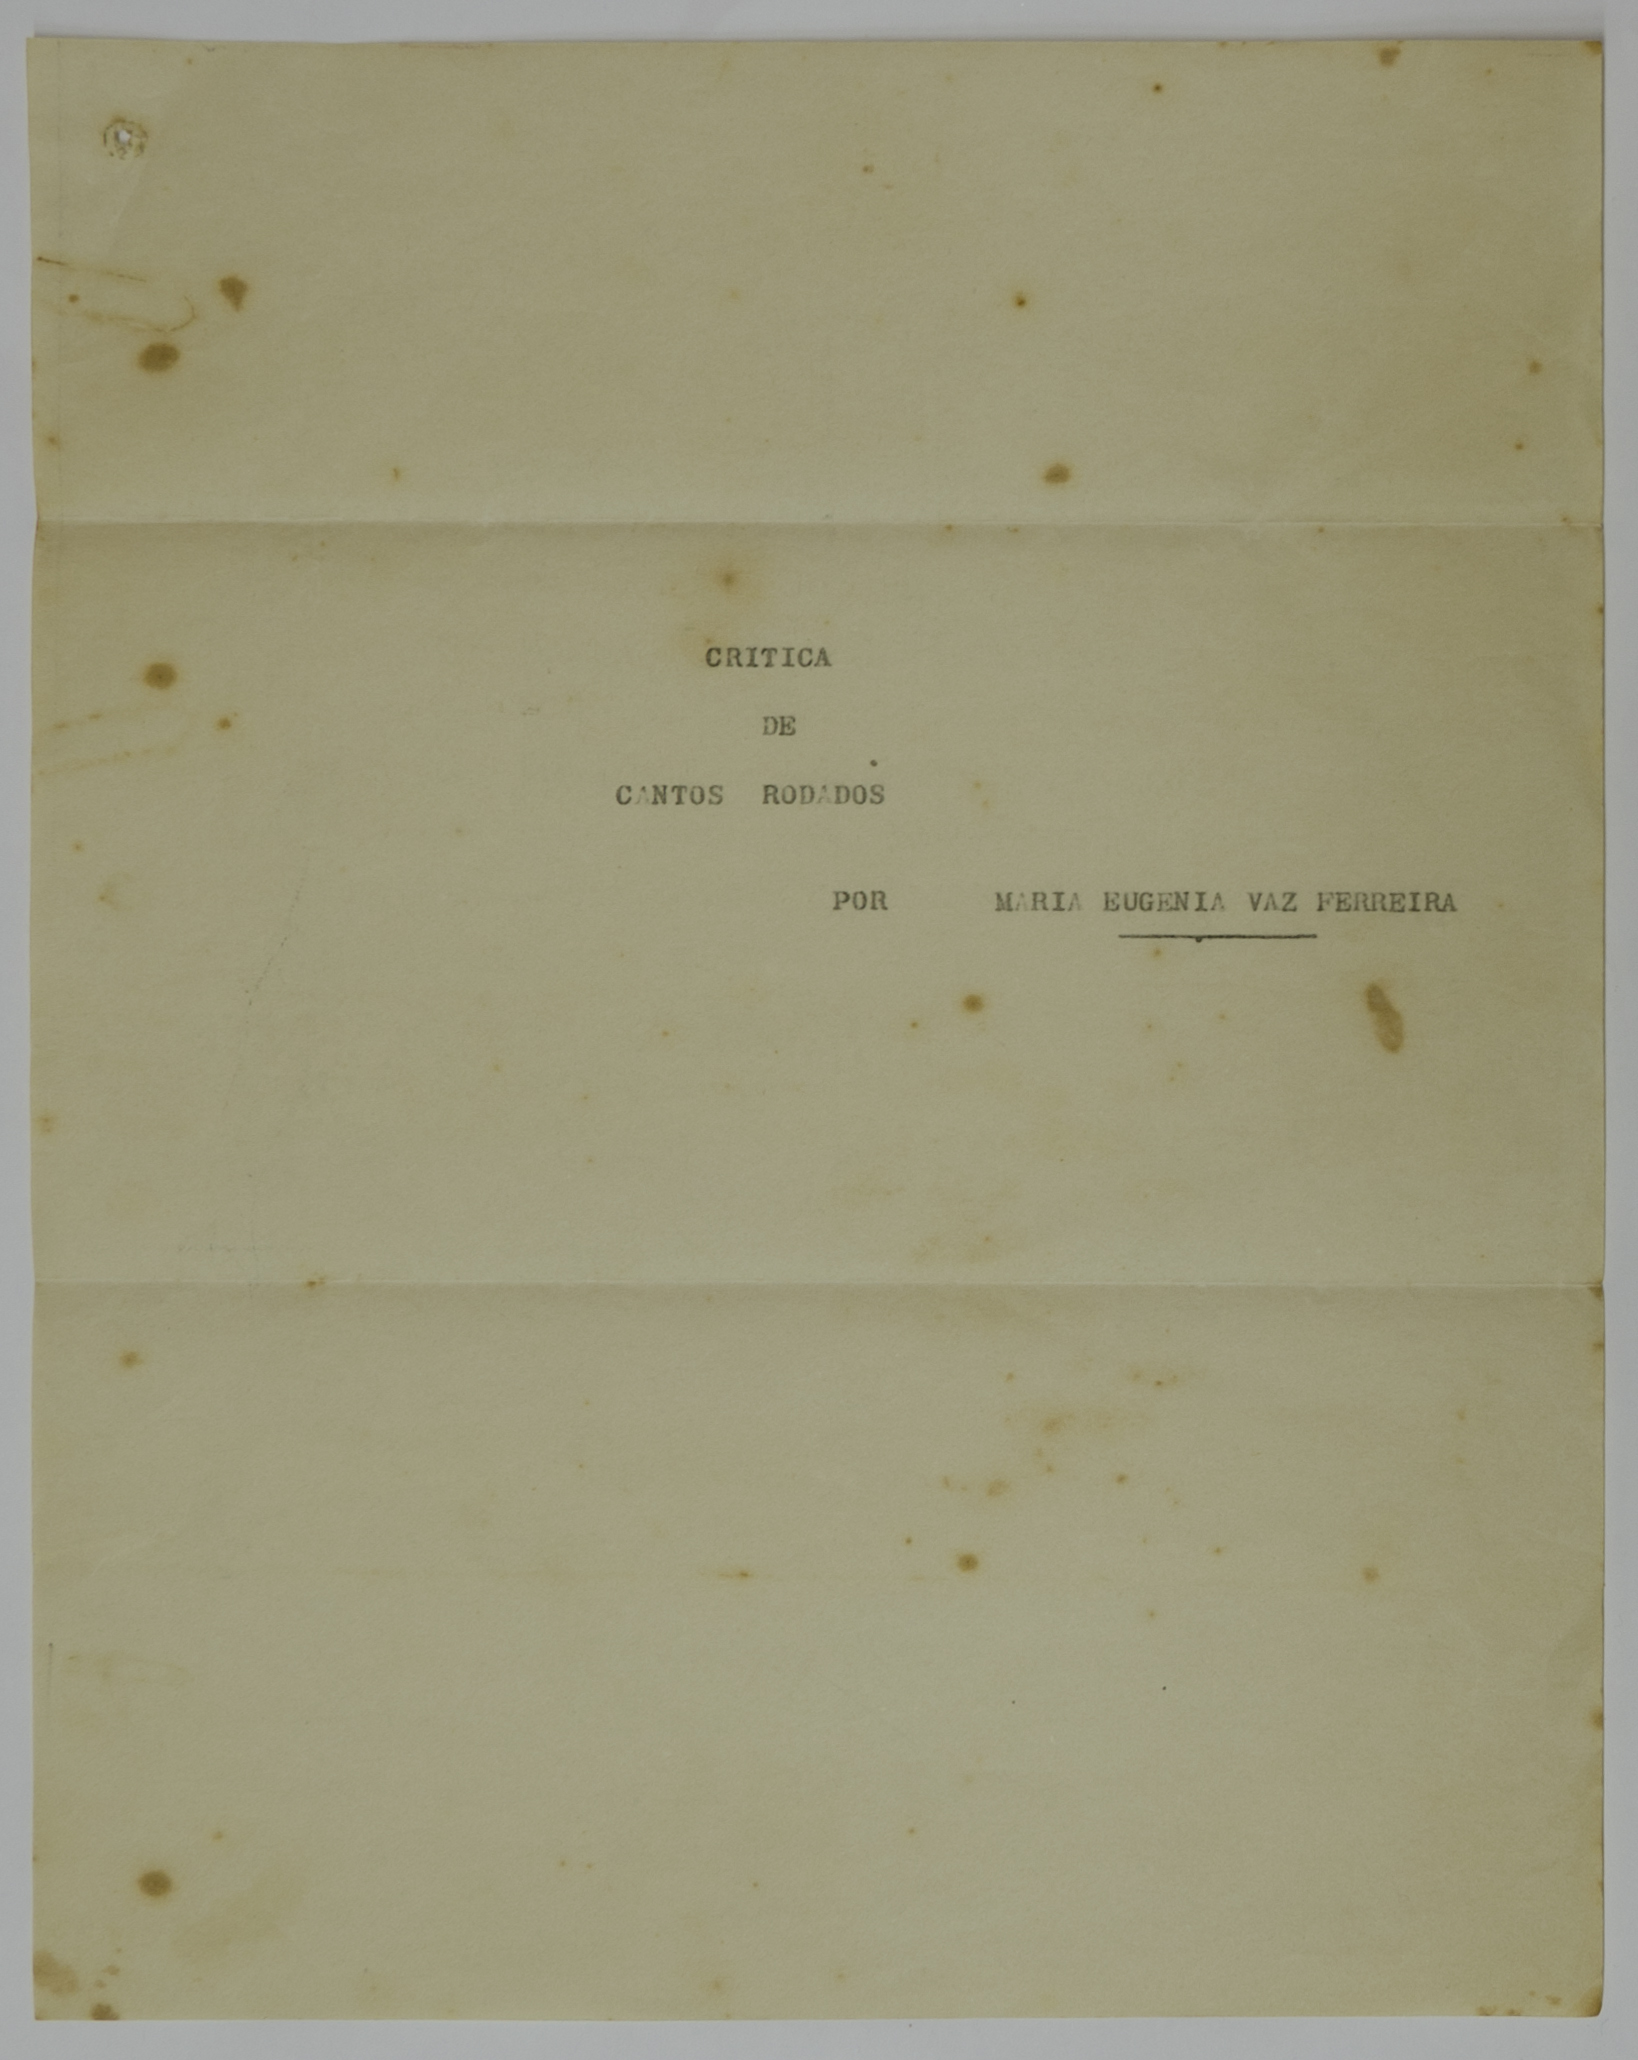 CRITICA
DE
CANTOS RODADOS
POR MARIA EUGENIA VAZ FERREIRA